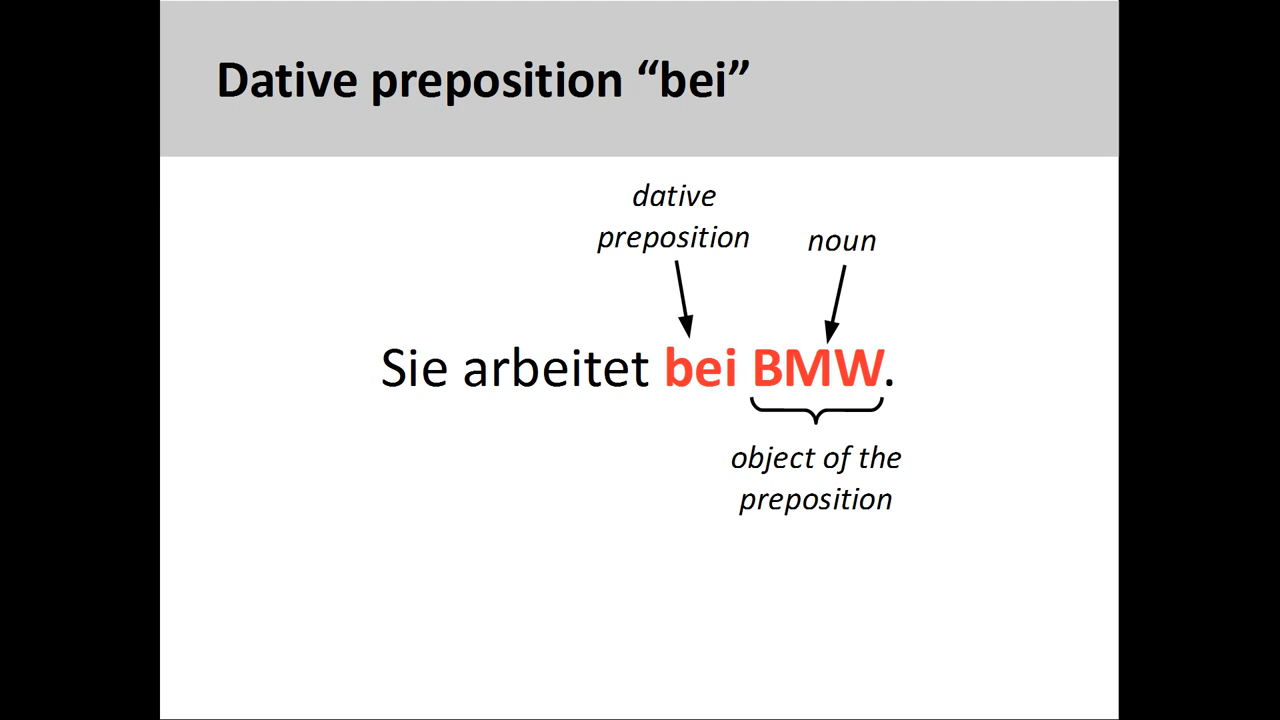 Dative preposition “bei”
dative
preposition
noun
Sie arbeitet bei BMW.
object of the
preposition